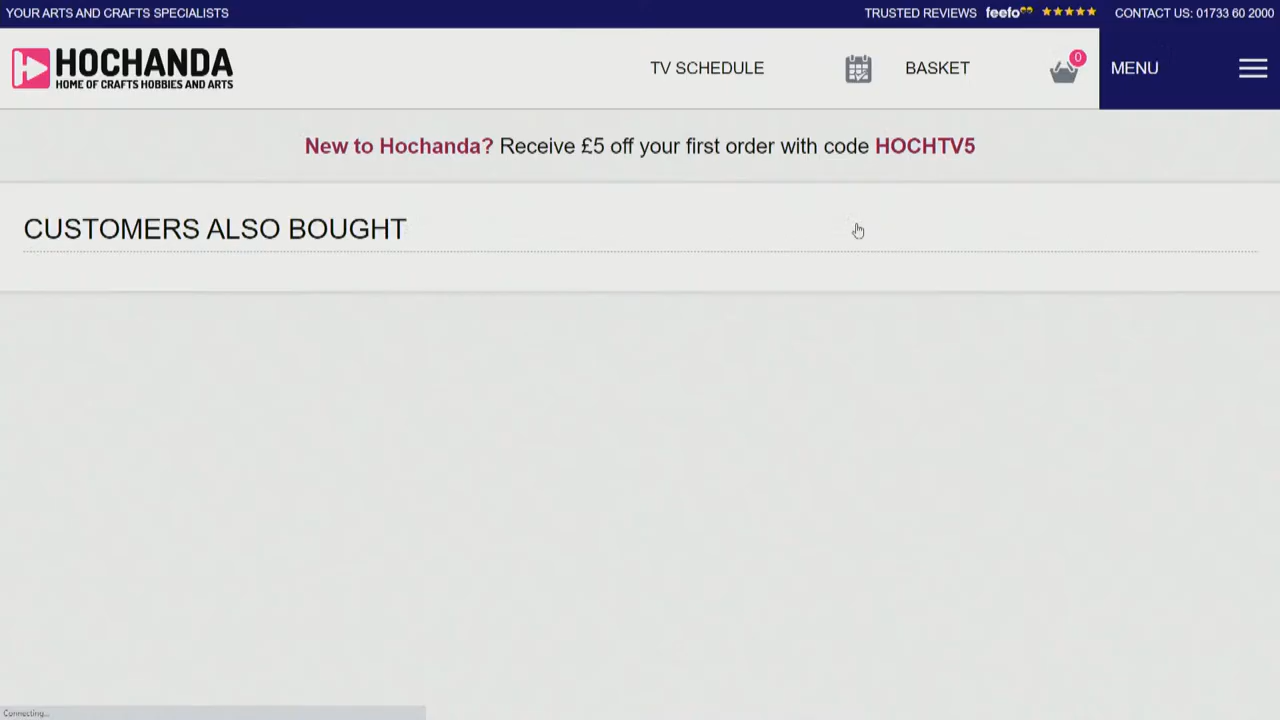 YOUR ARTS AND CRAFTS SPECIALISTS
TRUSTED REVIEWS feefo CONTACT US: 01733 60 2000
HOCHANDA
HOME OF CRAFTS HOBBIES AND ARTS
TV SCHEDULE
BASKET
0
MENU
New to Hochanda? Receive £5 off your first order with code HOCHTV5
CUSTOMERS ALSO BOUGHT
Connecting...